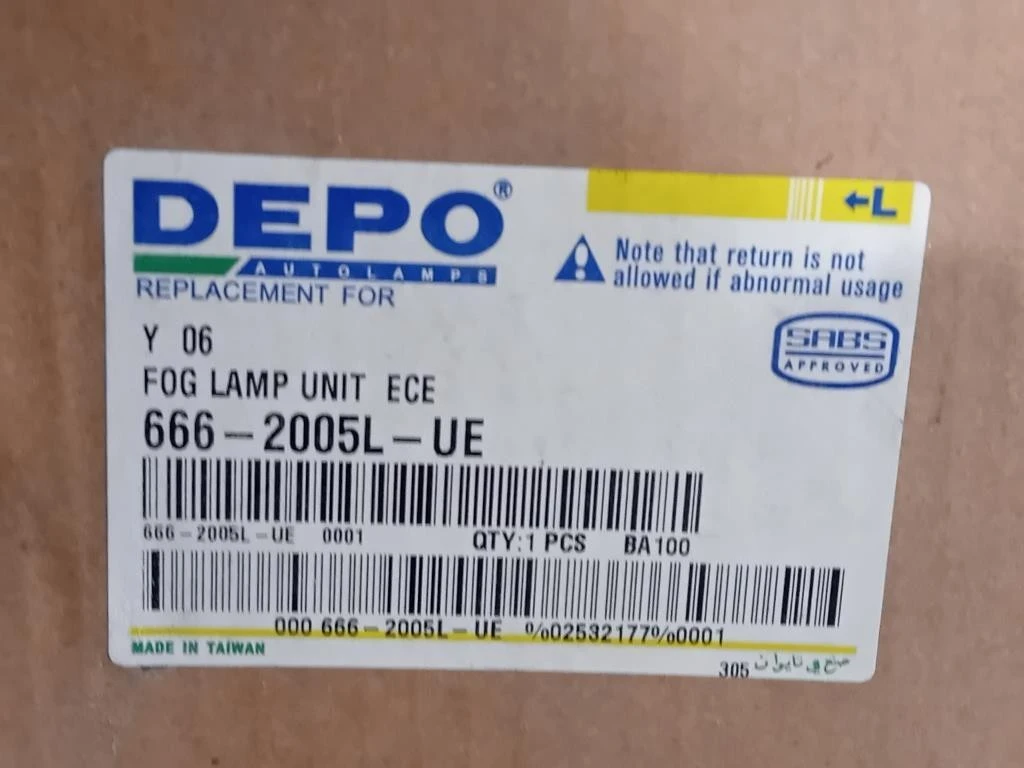 DEPO®
AUTOLAMPS
REPLACEMENT FOR
←L
Note that return is not
allowed if abnormal usage
SABS
APPROVED
Y 06
FOG LAMP UNIT ECE
666-2005L-UE
666-2005L-UE 0001 QTY:1 PCS BA100
000 666-2005L-UE %02532177%0001
MADE IN TAIWAN
305 صنع في تايوان